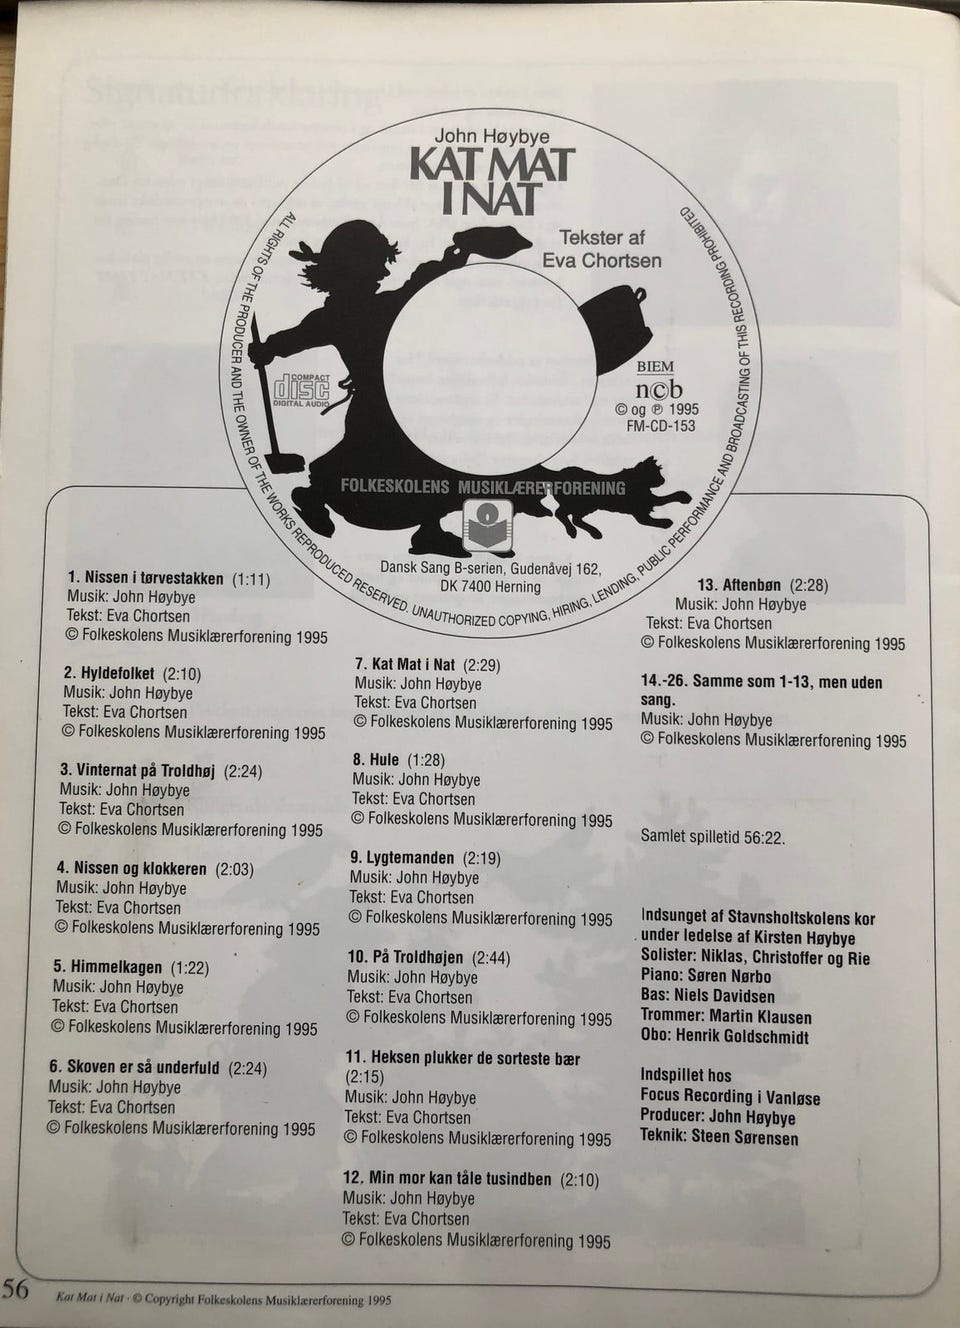 John Høybye
KAT MAT
I NAT
Tekster af
Eva Chortsen
ALL RIGHTS OF THE PRODUCER AND THE OWNER OF THE WORKS REPRODUCED RESERVED. UNAUTHORIZED COPYING, HIRING, LENDING, PUBLIC PERFORMANCE AND BROADCASTING OF THIS RECORDING PROHIBITED
COMPACT
disc
DIGITAL AUDIO
BIEM
n©b
© og ℗ 1995
FM-CD-153
FOLKESKOLENS MUSIKLÆRERFORENING
Dansk Sang B-serien, Gudenåvej 162,
DK 7400 Herning
1. Nissen i tørvestakken (1:11)
Musik: John Høybye
Tekst: Eva Chortsen
© Folkeskolens Musiklærerforening 1995
2. Hyldefolket (2:10)
Musik: John Høybye
Tekst: Eva Chortsen
© Folkeskolens Musiklærerforening 1995
3. Vinternat på Troldhøj (2:24)
Musik: John Høybye
Tekst: Eva Chortsen
© Folkeskolens Musiklærerforening 1995
4. Nissen og klokkeren (2:03)
Musik: John Høybye
Tekst: Eva Chortsen
© Folkeskolens Musiklærerforening 1995
5. Himmelkagen (1:22)
Musik: John Høybye
Tekst: Eva Chortsen
© Folkeskolens Musiklærerforening 1995
6. Skoven er så underfuld (2:24)
Musik: John Høybye
Tekst: Eva Chortsen
© Folkeskolens Musiklærerforening 1995
7. Kat Mat i Nat (2:29)
Musik: John Høybye
Tekst: Eva Chortsen
© Folkeskolens Musiklærerforening 1995
8. Hule (1:28)
Musik: John Høybye
Tekst: Eva Chortsen
© Folkeskolens Musiklærerforening 1995
9. Lygtemanden (2:19)
Musik: John Høybye
Tekst: Eva Chortsen
© Folkeskolens Musiklærerforening 1995
10. På Troldhøjen (2:44)
Musik: John Høybye
Tekst: Eva Chortsen
© Folkeskolens Musiklærerforening 1995
11. Heksen plukker de sorteste bær
(2:15)
Musik: John Høybye
Tekst: Eva Chortsen
© Folkeskolens Musiklærerforening 1995
12. Min mor kan tåle tusindben (2:10)
Musik: John Høybye
Tekst: Eva Chortsen
© Folkeskolens Musiklærerforening 1995
13. Aftenbøn (2:28)
Musik: John Høybye
Tekst: Eva Chortsen
© Folkeskolens Musiklærerforening 1995
14.-26. Samme som 1-13, men uden
sang.
Musik: John Høybye
© Folkeskolens Musiklærerforening 1995
Samlet spilletid 56:22.
Indsunget af Stavnsholtskolens kor
under ledelse af Kirsten Høybye
Solister: Niklas, Christoffer og Rie
Piano: Søren Nørbo
Bas: Niels Davidsen
Trommer: Martin Klausen
Obo: Henrik Goldschmidt
Indspillet hos
Focus Recording i Vanløse
Producer: John Høybye
Teknik: Steen Sørensen
56
Kat Mat i Nat · © Copyright Folkeskolens Musiklærerforening 1995